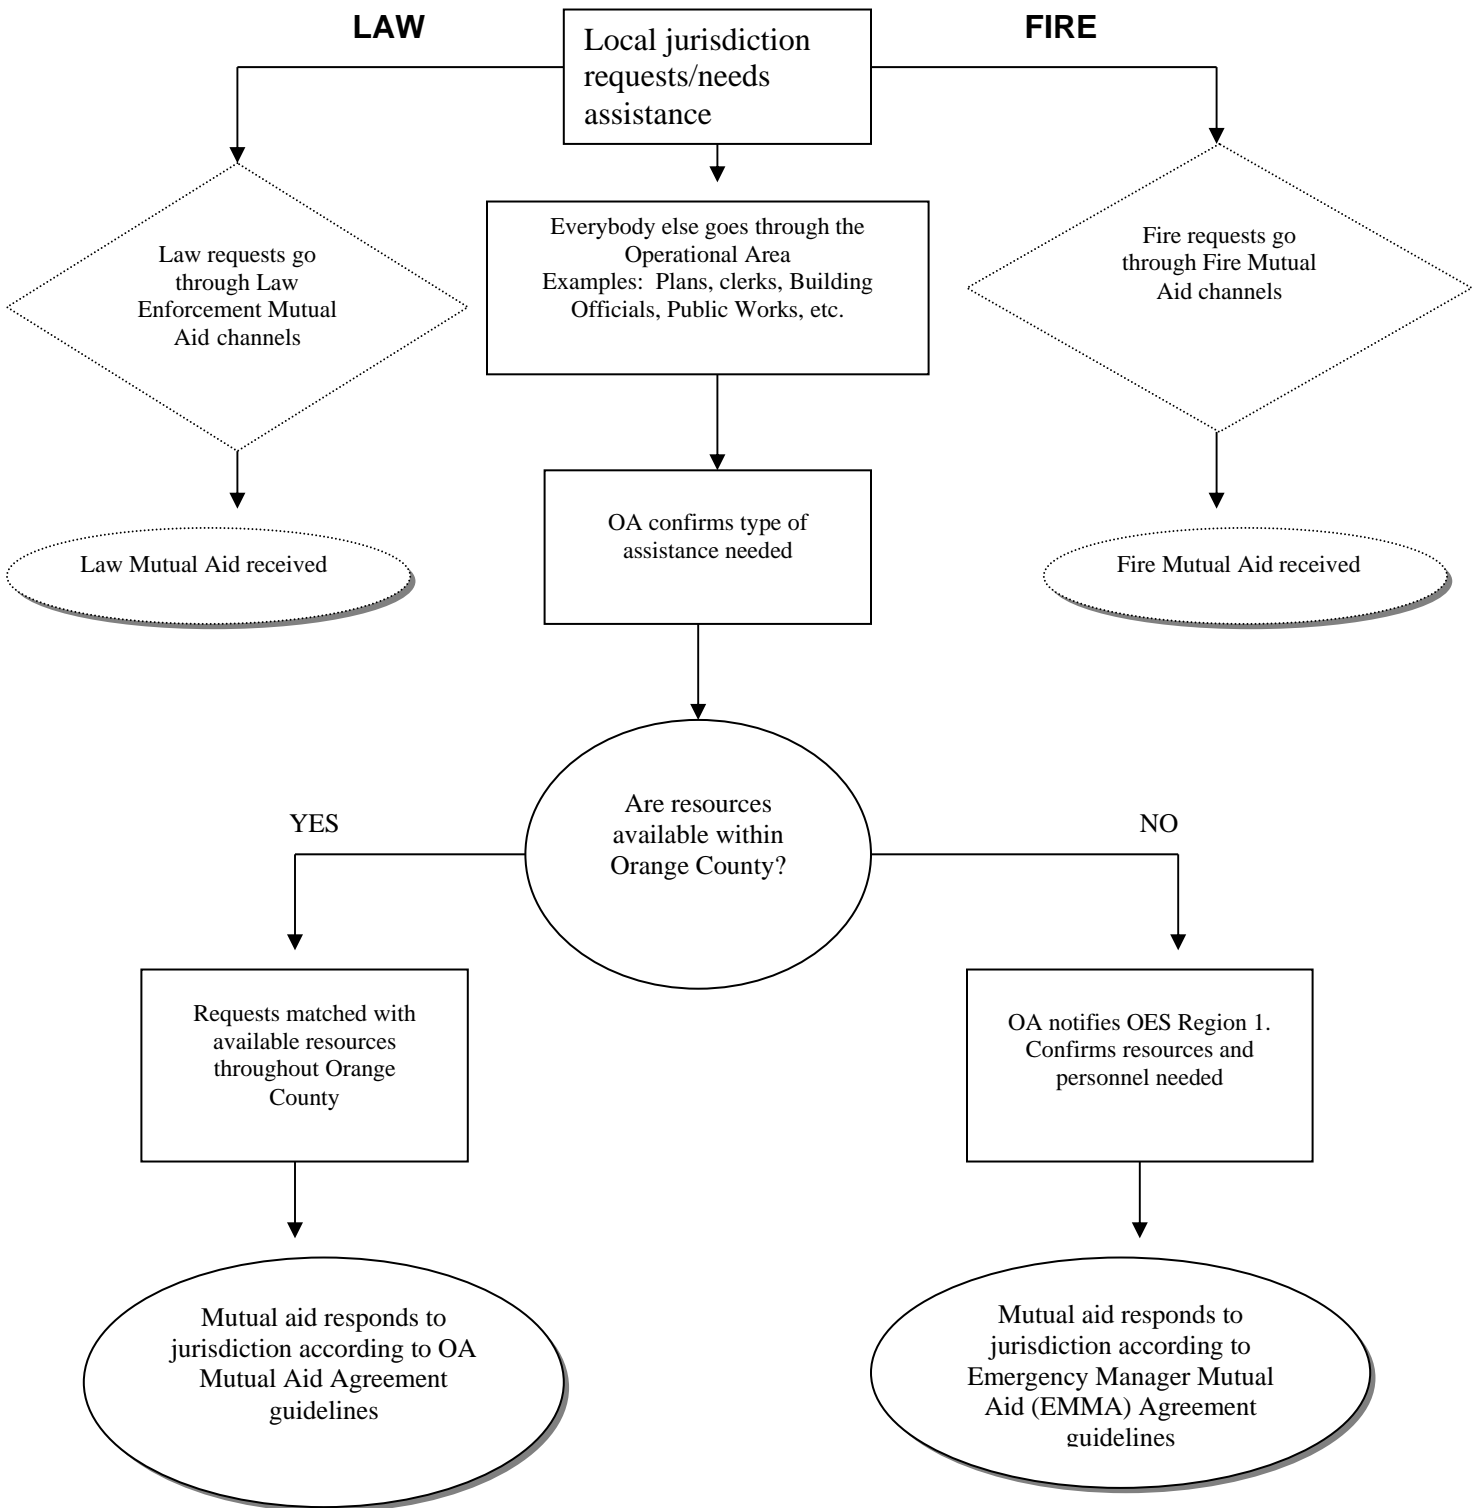 LAW
FIRE
Local jurisdiction
requests/needs
assistance
Law requests go
through Law
Enforcement Mutual
Aid channels
Everybody else goes through the
Operational Area
Examples:  Plans, clerks, Building
Officials, Public Works, etc.
Fire requests go
through Fire Mutual
Aid channels
Law Mutual Aid received
OA confirms type of
assistance needed
Fire Mutual Aid received
Are resources
available within
Orange County?
YES
NO
Requests matched with
available resources
throughout Orange
County
OA notifies OES Region 1.
Confirms resources and
personnel needed
Mutual aid responds to
jurisdiction according to OA
Mutual Aid Agreement
guidelines
Mutual aid responds to
jurisdiction according to
Emergency Manager Mutual
Aid (EMMA) Agreement
guidelines